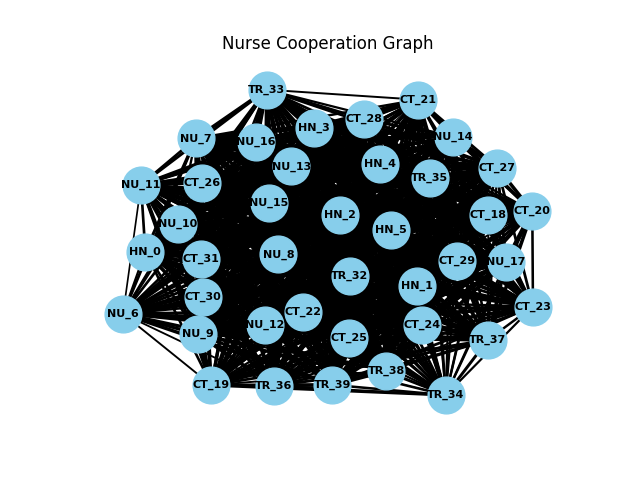 Nurse Cooperation Graph
TR_33
CT_21
CT_28
HN_3
NU_7
NU_14
NU_16
HN_4
NU_13
CT_27
TR_35
CT_26
NU_11
NU_15
CT_20
HN_2
CT_18
NU_10
HN_5
HN_0
NU_8
CT_31
CT_29
NU_17
TR_32
HN_1
CT_30
CT_23
CT_22
NU_6
NU_12
CT_24
NU_9
CT_25
TR_37
TR_38
CT_19
TR_36
TR_39
TR_34